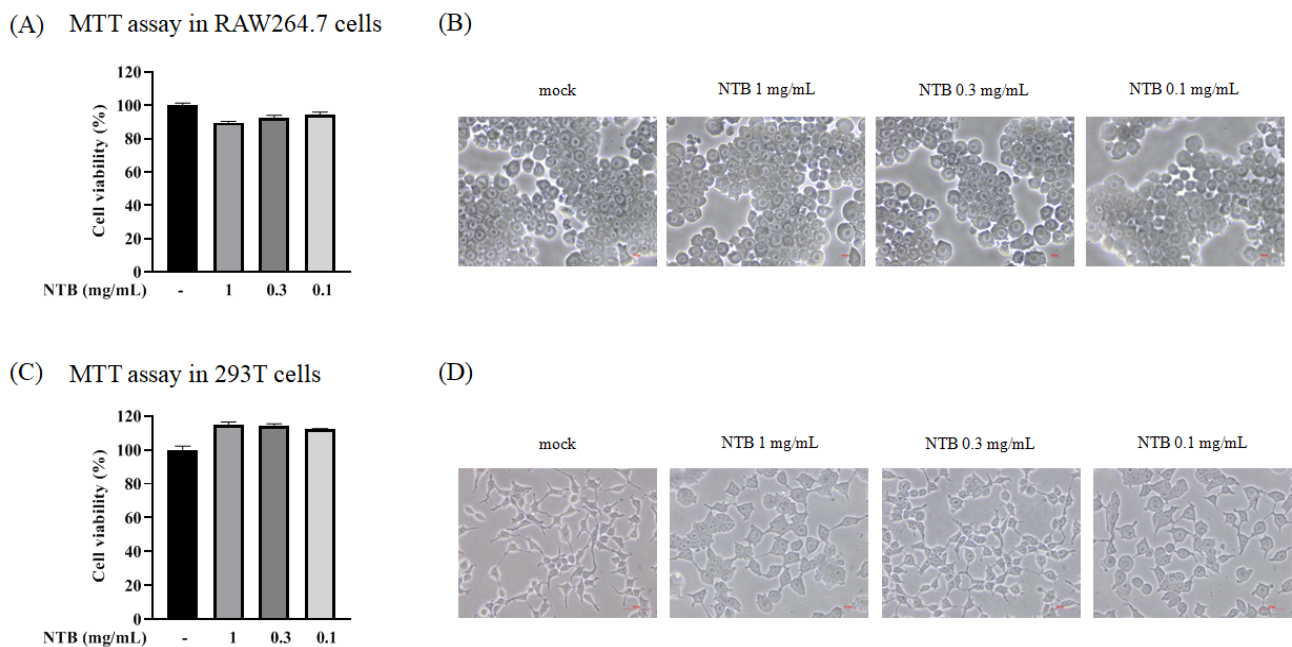 (A) MTT assay in RAW264.7 cells
120
100
80
60
40
20
0
Cell viability (%)
NTB (mg/mL) - 1 0.3 0.1
(B)
mock NTB 1 mg/mL NTB 0.3 mg/mL NTB 0.1 mg/mL
(C) MTT assay in 293T cells
120
100
80
60
40
20
0
Cell viability (%)
NTB (mg/mL) - 1 0.3 0.1
(D)
mock NTB 1 mg/mL NTB 0.3 mg/mL NTB 0.1 mg/mL